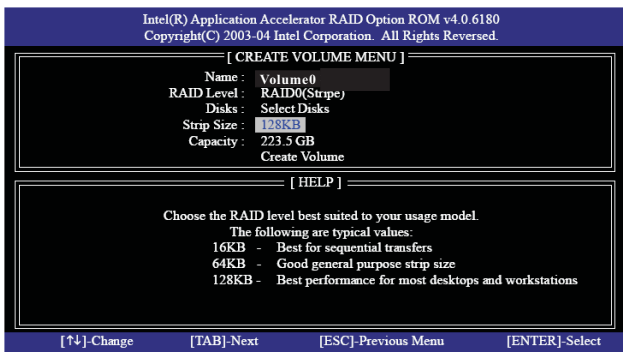 Intel(R) Application Accelerator RAID Option ROM v4.0.6180
Copyright(C) 2003-04 Intel Corporation. All Rights Reversed.
[ CREATE VOLUME MENU ]
Name : Volume0
RAID Level : RAID0(Stripe)
Disks : Select Disks
Strip Size : 128KB
Capacity : 223.5 GB
Create Volume
[ HELP ]
Choose the RAID level best suited to your usage model.
The following are typical values:
16KB - Best for sequential transfers
64KB - Good general purpose strip size
128KB - Best performance for most desktops and workstations
[↑↓]-Change [TAB]-Next [ESC]-Previous Menu [ENTER]-Select